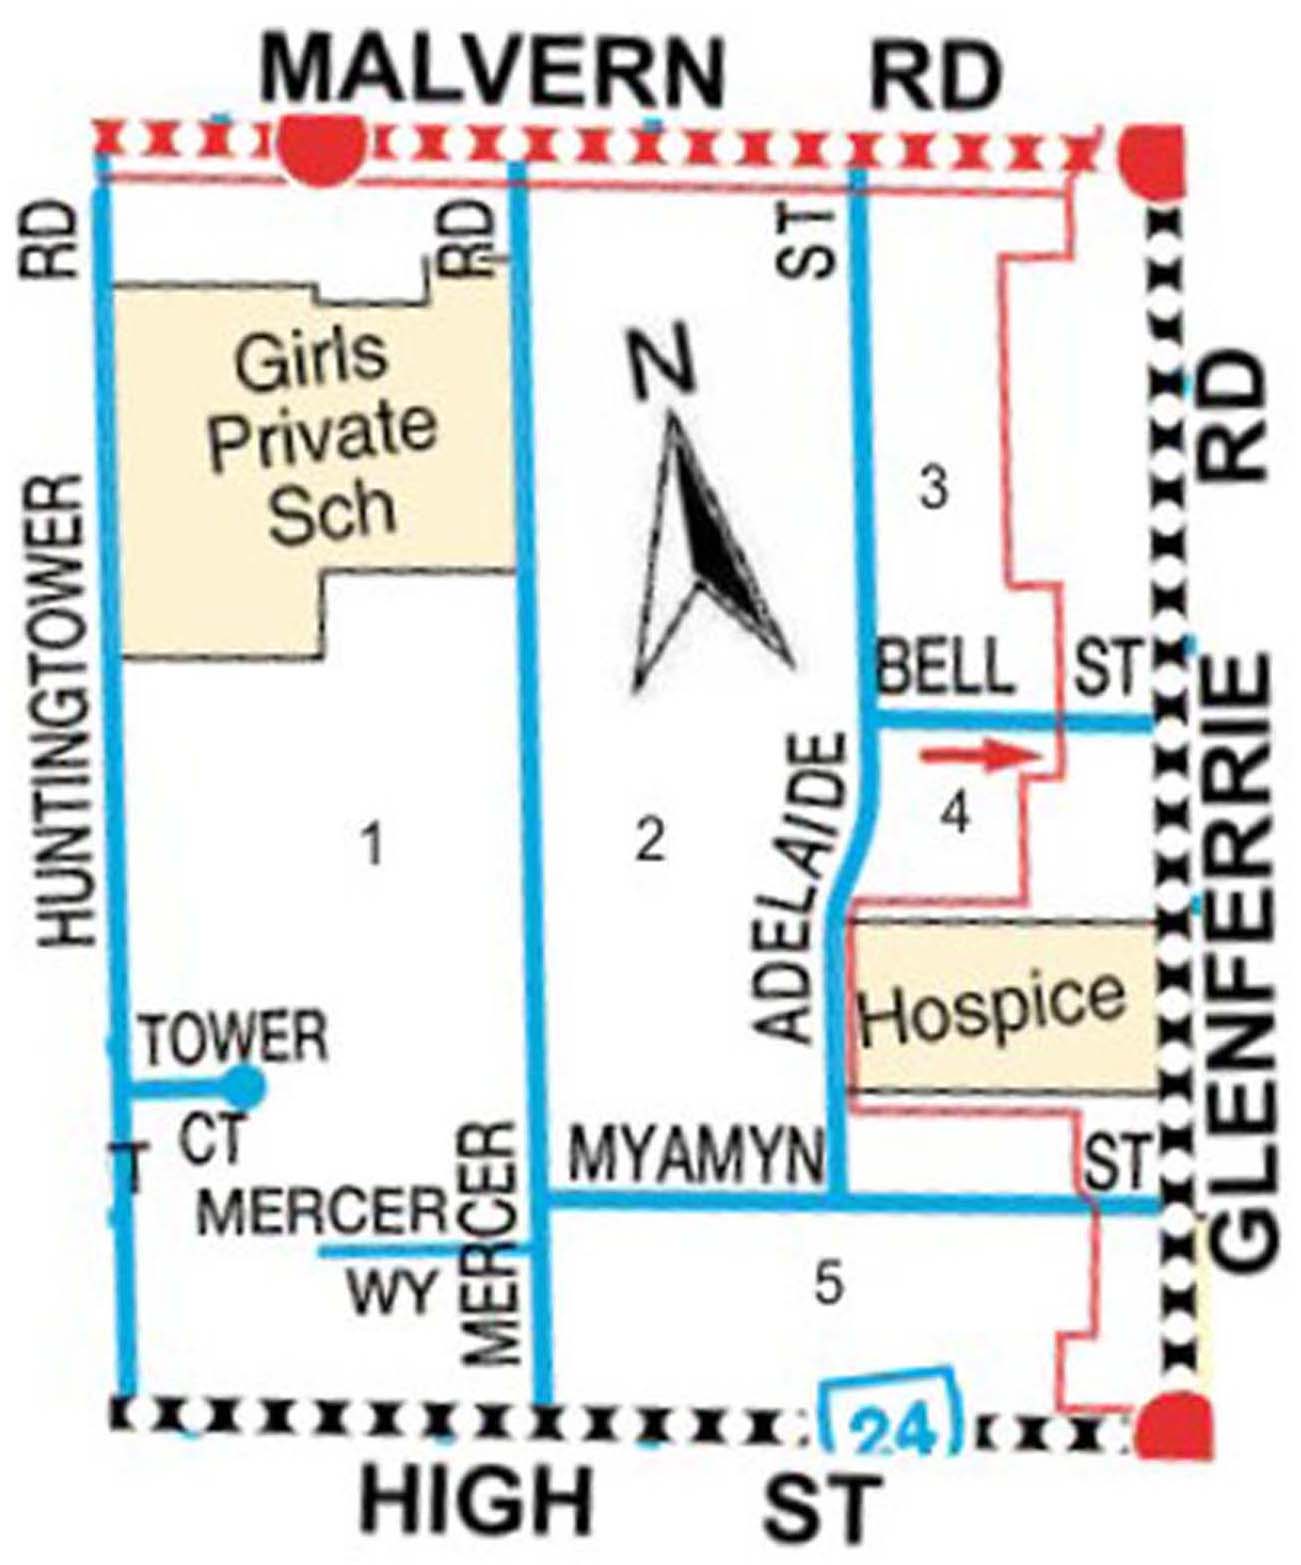 MALVERN RD
RD
RD
ST
Girls
Private
Sch
N
RD
3
HUNTINGTOWER
BELL ST
GLENFERRIE
ADELAIDE
4
1
2
Hospice
TOWER
CT
T
MYAMYN ST
MERCER
MERCER
WY
5
24
HIGH ST